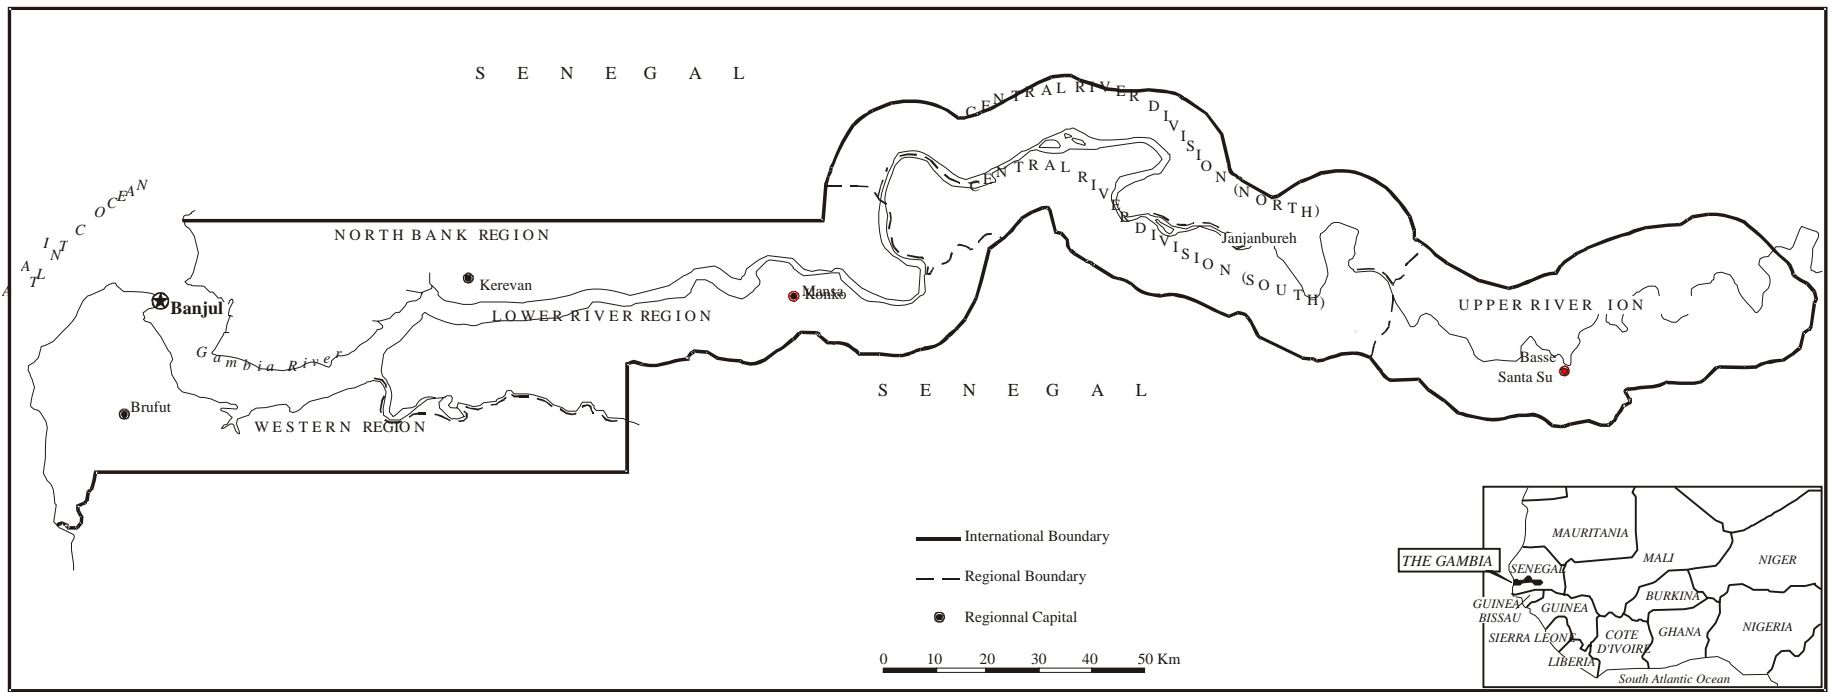 S E N E G A L
CENTRAL RIVER DIVISION (NORTH)
CENTRAL RIVER DIVISION (SOUTH)
ATLINTC OCEAN
NORTH BANK REGION
Janjanbureh
Kerevan
Mansa
Konko
Banjul
LOWER RIVER REGION
UPPER RIVER ION
Gambia River
Basse
Santa Su
Brufut
WESTERN REGION
S E N E G A L
International Boundary
Regional Boundary
Regionnal Capital
0 10 20 30 40 50 Km
MAURITANIA
THE GAMBIA
MALI
NIGER
SENEGAL
BURKINA
GUINEA
BISSAU
GUINEA
SIERRA LEONE
COTE
D'IVOIRE
GHANA
NIGERIA
LIBERIA
South Atlantic Ocean